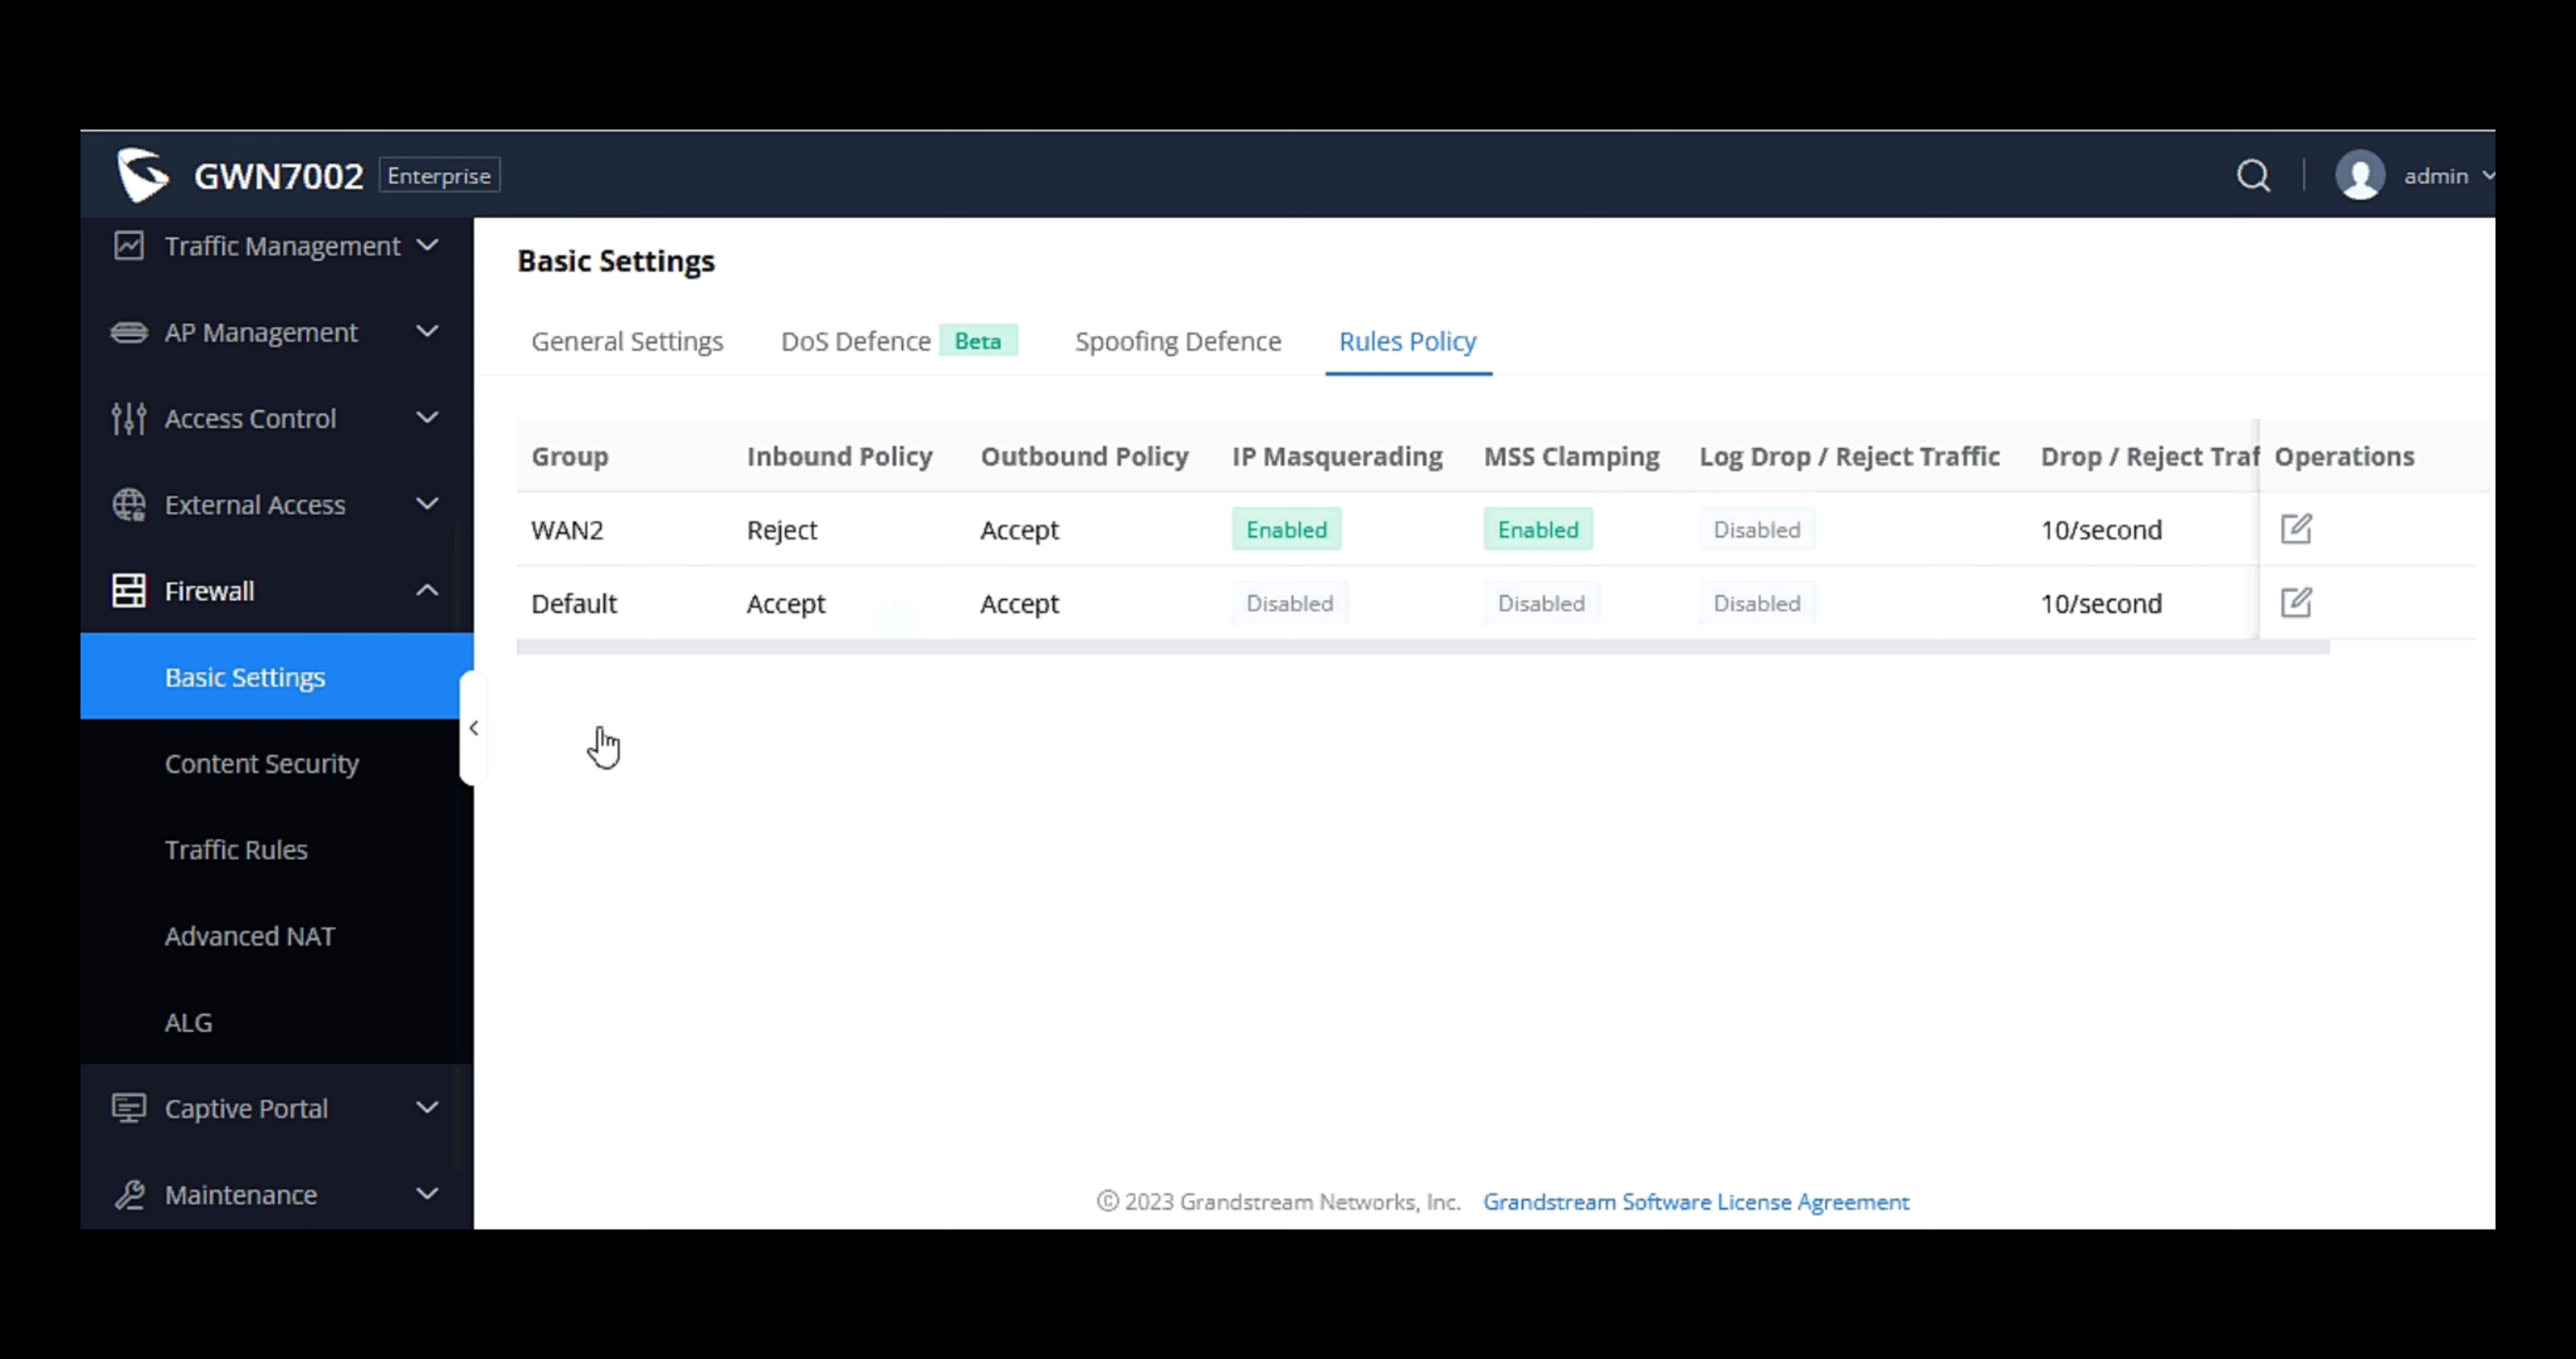 GWN7002 Enterprise
admin
Traffic Management
AP Management
Access Control
External Access
Firewall
Basic Settings
Content Security
Traffic Rules
Advanced NAT
ALG
Captive Portal
Maintenance
Basic Settings
General Settings DoS Defence Beta Spoofing Defence Rules Policy
Group Inbound Policy Outbound Policy IP Masquerading MSS Clamping Log Drop / Reject Traffic Drop / Reject Traf Operations
WAN2 Reject Accept Enabled Enabled Disabled 10/second
Default Accept Accept Disabled Disabled Disabled 10/second
© 2023 Grandstream Networks, Inc. Grandstream Software License Agreement